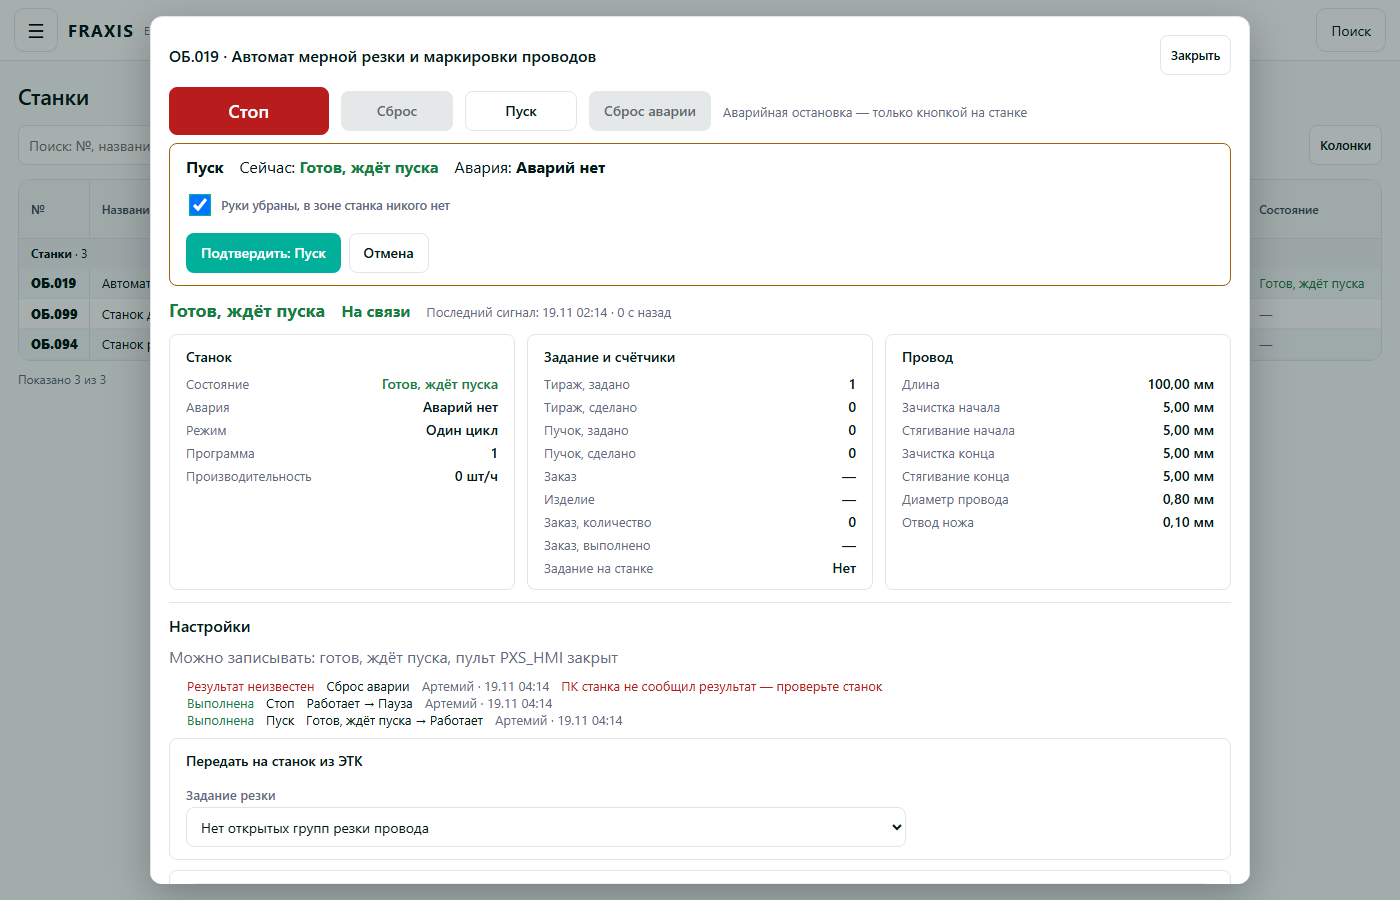 ☰ FRAXIS
Поиск
ОБ.019 · Автомат мерной резки и маркировки проводов
Закрыть
Станки
Стоп
Сброс
Пуск
Сброс аварии
Аварийная остановка — только кнопкой на станке
Поиск: №,
Колонки
Пуск Сейчас: Готов, ждёт пуска Авария: Аварий нет
Руки убраны, в зоне станка никого нет
Подтвердить: Пуск
Отмена
№
Состояние
Станки · 3
ОБ.019
Готов, ждёт пуска
ОБ.099 Станок
—
ОБ.094 Станок
—
Показано 3 из 3
Готов, ждёт пуска На связи Последний сигнал: 19.11 02:14 · 0 с назад
Станок
Состояние Готов, ждёт пуска
Авария Аварий нет
Режим Один цикл
Программа 1
Производительность 0 шт/ч
Задание и счётчики
Тираж, задано 1
Тираж, сделано 0
Пучок, задано 0
Пучок, сделано 0
Заказ —
Изделие —
Заказ, количество 0
Заказ, выполнено —
Задание на станке Нет
Провод
Длина 100,00 мм
Зачистка начала 5,00 мм
Стягивание начала 5,00 мм
Зачистка конца 5,00 мм
Стягивание конца 5,00 мм
Диаметр провода 0,80 мм
Отвод ножа 0,10 мм
Настройки
Можно записывать: готов, ждёт пуска, пульт PXS_HMI закрыт
Результат неизвестен Сброс аварии Артемий · 19.11 04:14 ПК станка не сообщил результат — проверьте станок
Выполнена Стоп Работает → Пауза Артемий · 19.11 04:14
Выполнена Пуск Готов, ждёт пуска → Работает Артемий · 19.11 04:14
Передать на станок из ЭТК
Задание резки
Нет открытых групп резки провода